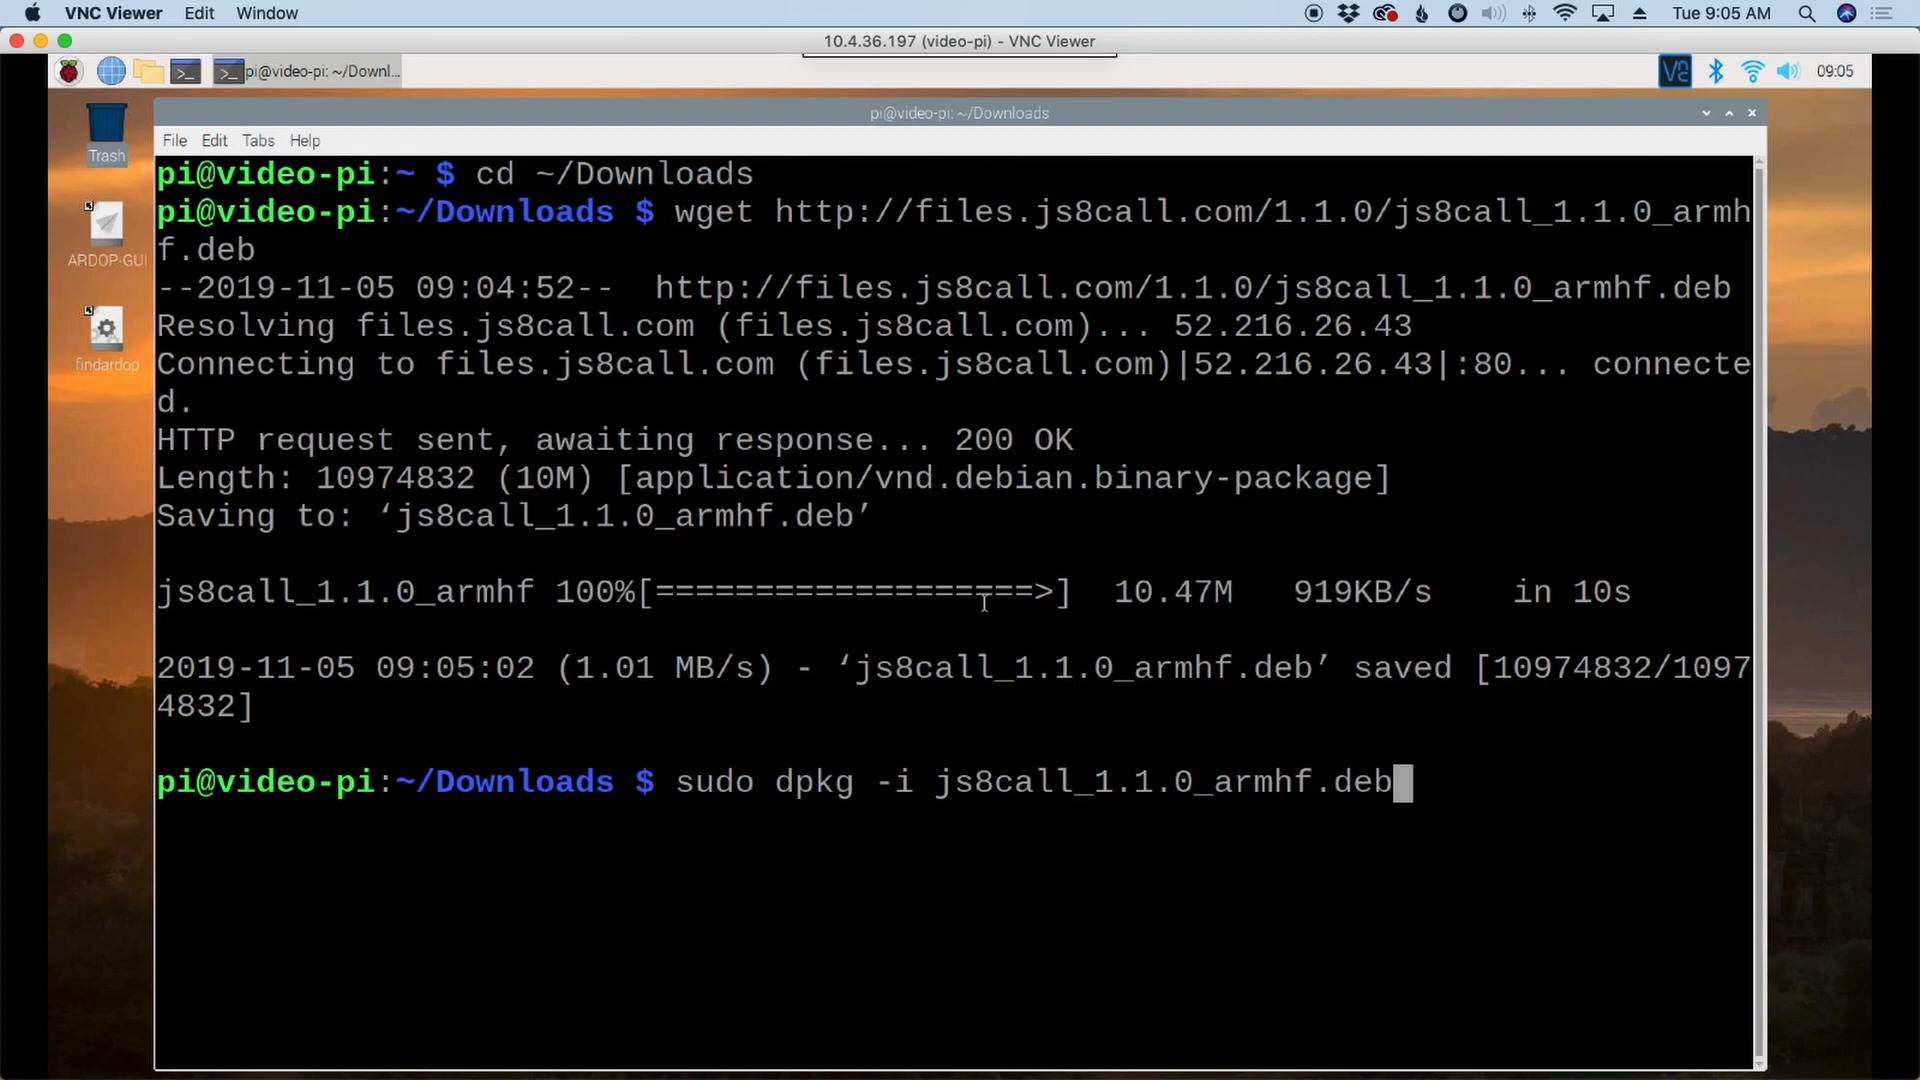 VNC Viewer Edit Window Tue 9:05 AM
10.4.36.197 (video-pi) - VNC Viewer
pi@video-pi: ~/Downl... 09:05
pi@video-pi: ~/Downloads
File Edit Tabs Help
Trash
ARDOP-GUI
findardop
pi@video-pi:~ $ cd ~/Downloads
pi@video-pi:~/Downloads $ wget http://files.js8call.com/1.1.0/js8call_1.1.0_armh
f.deb
--2019-11-05 09:04:52--  http://files.js8call.com/1.1.0/js8call_1.1.0_armhf.deb
Resolving files.js8call.com (files.js8call.com)... 52.216.26.43
Connecting to files.js8call.com (files.js8call.com)|52.216.26.43|:80... connecte
d.
HTTP request sent, awaiting response... 200 OK
Length: 10974832 (10M) [application/vnd.debian.binary-package]
Saving to: ‘js8call_1.1.0_armhf.deb’
js8call_1.1.0_armhf 100%[===================>]  10.47M   919KB/s    in 10s
2019-11-05 09:05:02 (1.01 MB/s) - ‘js8call_1.1.0_armhf.deb’ saved [10974832/1097
4832]
pi@video-pi:~/Downloads $ sudo dpkg -i js8call_1.1.0_armhf.deb